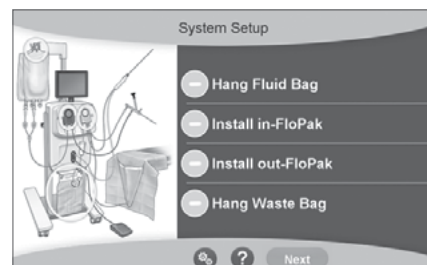 System Setup
Hang Fluid Bag
Install in-FloPak
Install out-FloPak
Hang Waste Bag
?
Next